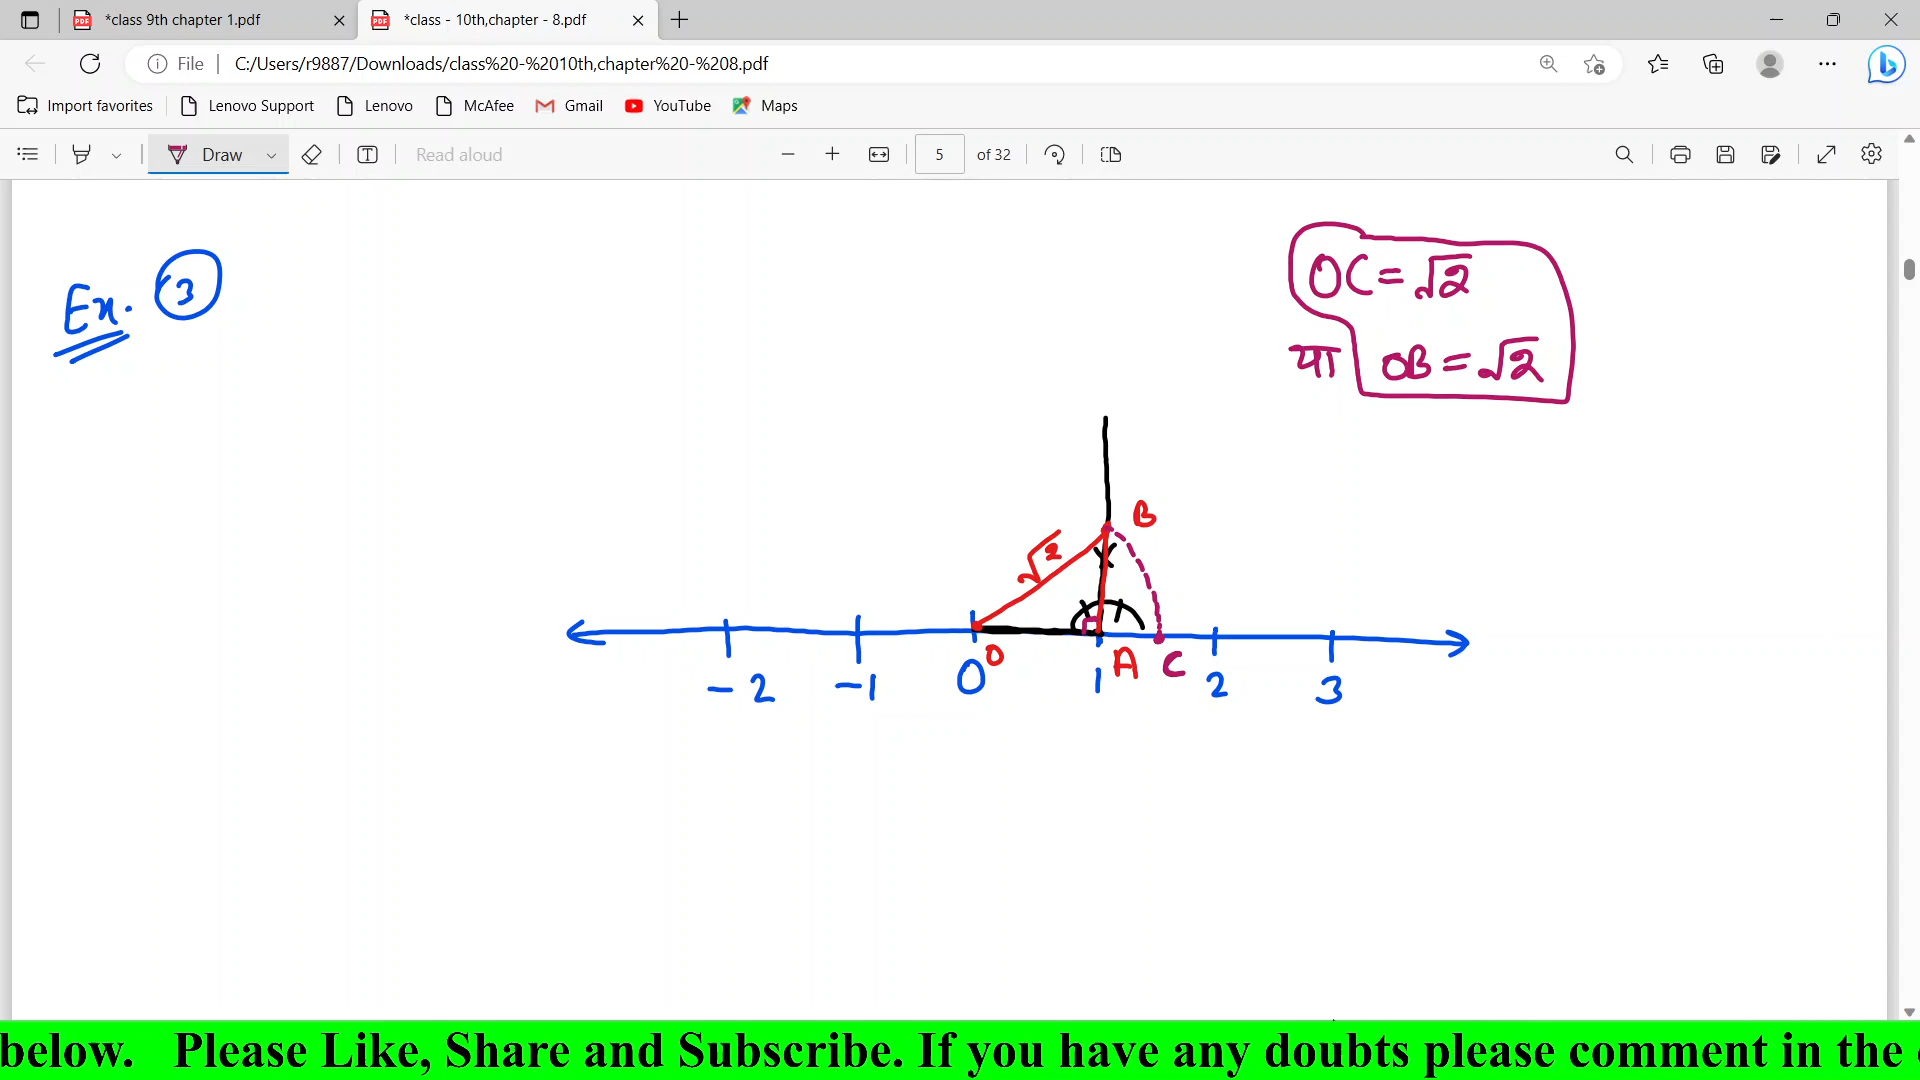 *class 9th chapter 1.pdf
*class - 10th,chapter - 8.pdf
File
C:/Users/r9887/Downloads/class%20-%2010th,chapter%20-%208.pdf
Import favorites
Lenovo Support
Lenovo
McAfee
Gmail
YouTube
Maps
Draw
Read aloud
5
of 32
Ex. 3
OC = √2
या OB = √2
B
√2
O
A
C
-2 -1 0 1 2 3
below. Please Like, Share and Subscribe. If you have any doubts please comment in the